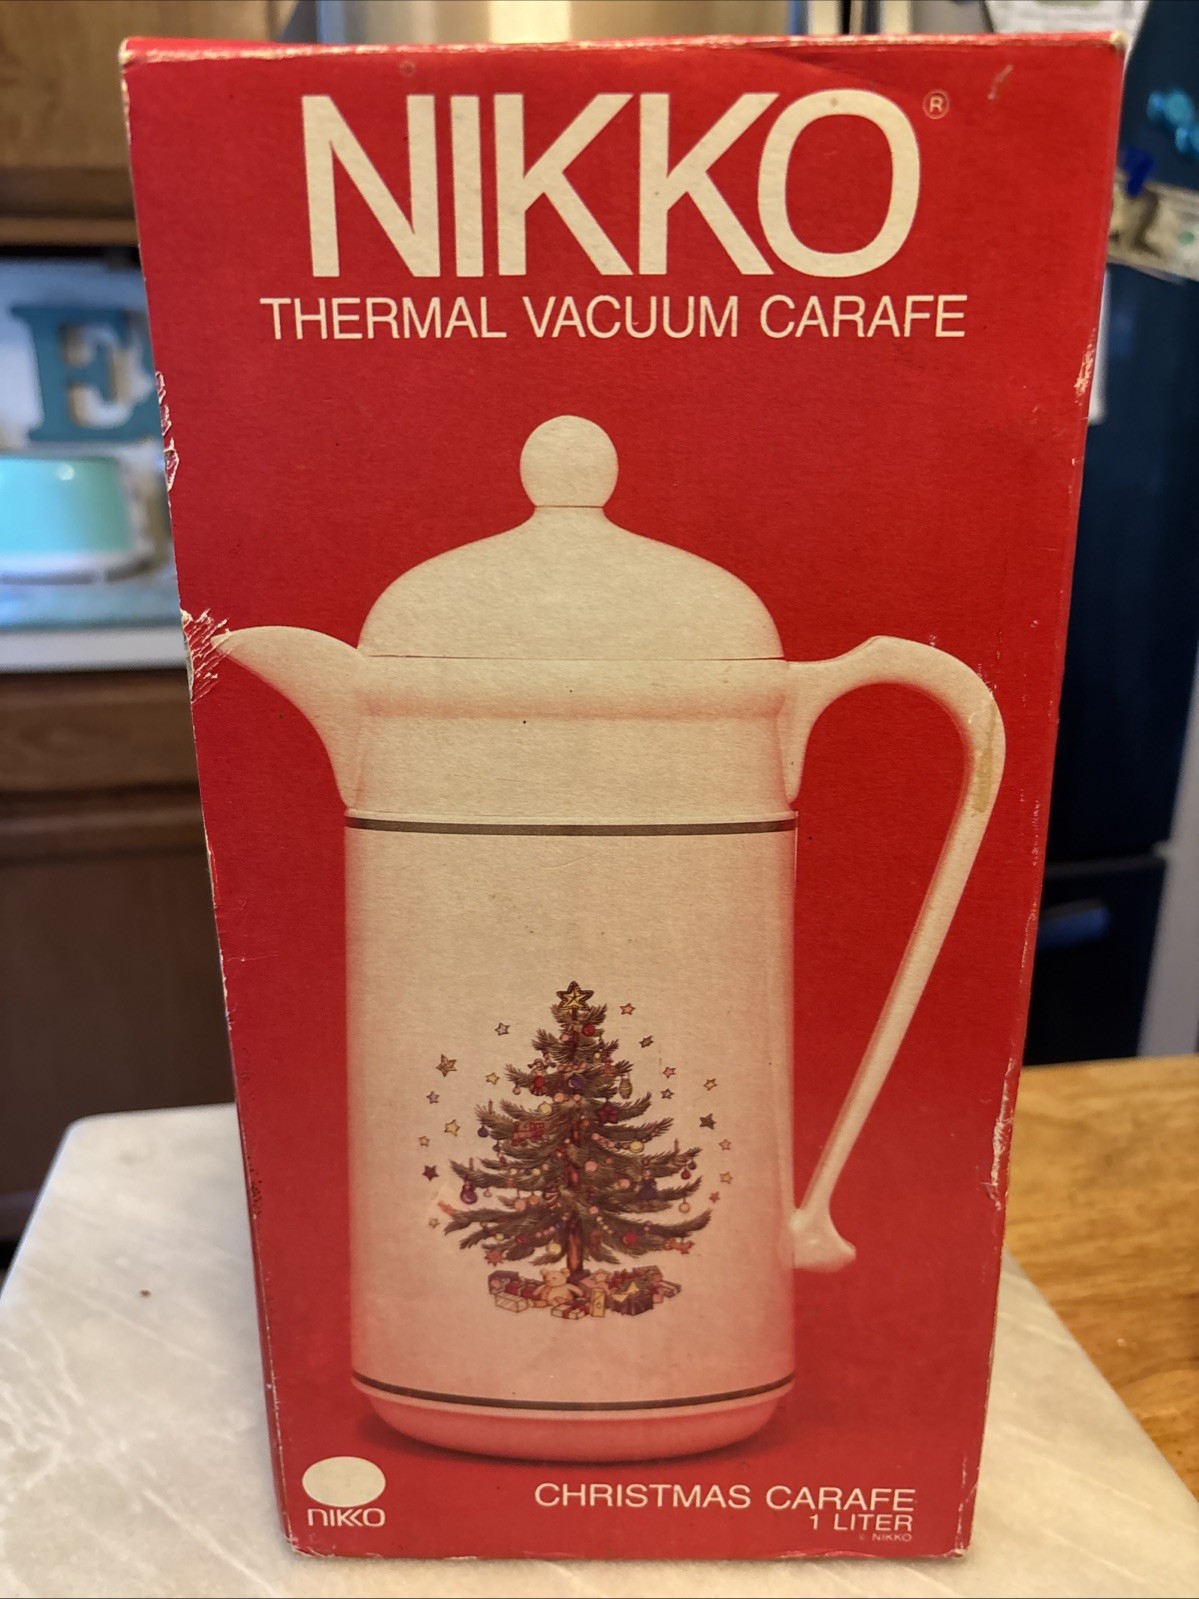 NIKKO®
THERMAL VACUUM CARAFE
E
NIKKO
CHRISTMAS CARAFE
1 LITER
© NIKKO